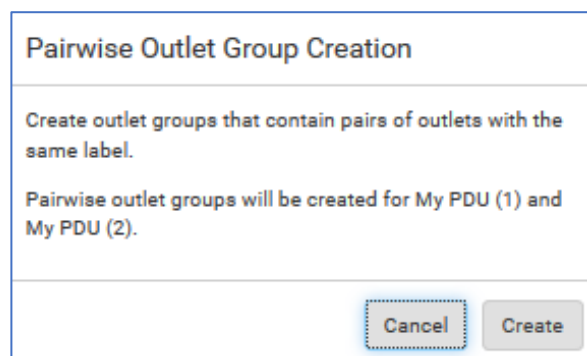 Pairwise Outlet Group Creation
Create outlet groups that contain pairs of outlets with the
same label.
Pairwise outlet groups will be created for My PDU (1) and
My PDU (2).
Cancel Create